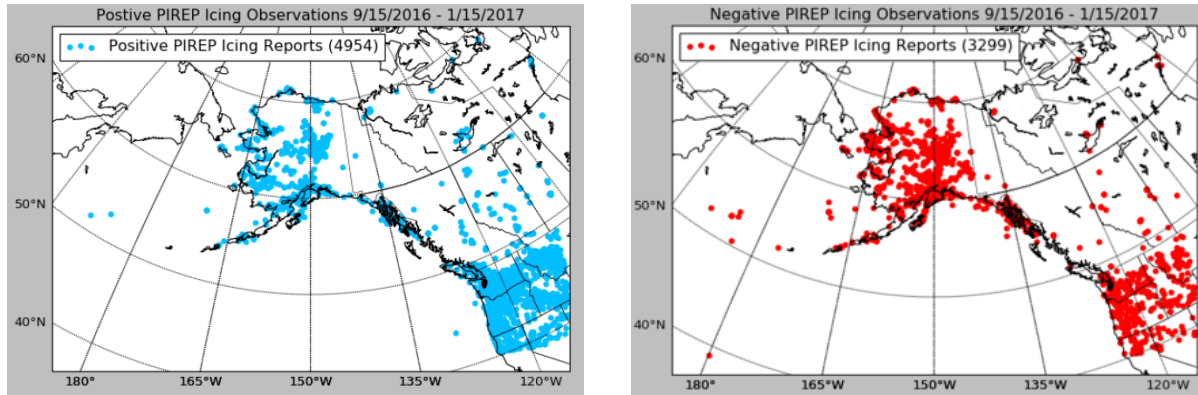 Postive PIREP Icing Observations 9/15/2016 - 1/15/2017
Positive PIREP Icing Reports (4954)
60°N
50°N
40°N
180°
165°W
150°W
135°W
120°W
Negative PIREP Icing Observations 9/15/2016 - 1/15/2017
Negative PIREP Icing Reports (3299)
60°N
50°N
40°N
180°
165°W
150°W
135°W
120°W